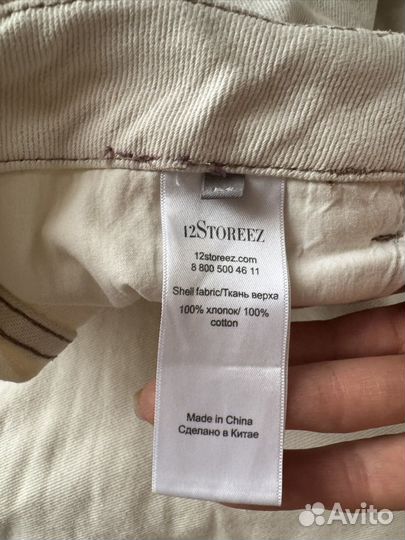 12STOREEZ
12storeez.com
8 800 500 46 11
Shell fabric/Ткань верха
100% хлопок/ 100%
cotton
Made in China
Сделано в Китае
Avito